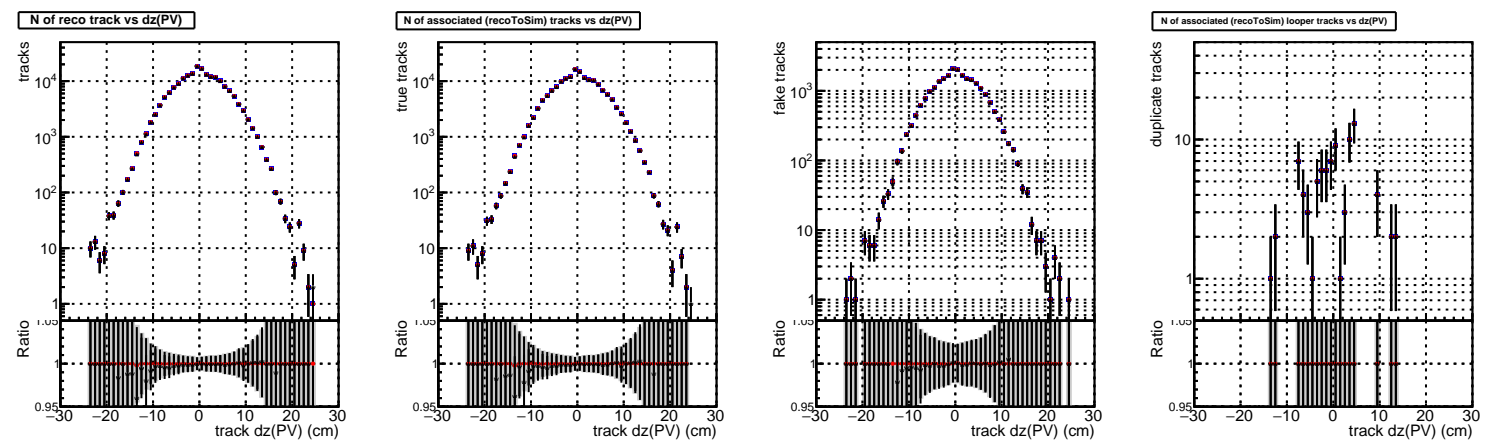 N of reco track vs dz(PV)
tracks
10^4
10^3
10^2
10
1
Ratio
1.05
1
0.95
−30 −20 −10 0 10 20 30
track dz(PV) (cm)
N of associated (recoToSim) tracks vs dz(PV)
true tracks
10^4
10^3
10^2
10
1
Ratio
1.05
1
0.95
−30 −20 −10 0 10 20 30
track dz(PV) (cm)
fake tracks
10^3
10^2
10
1
Ratio
1.05
1
0.95
−30 −20 −10 0 10 20 30
track dz(PV) (cm)
N of associated (recoToSim) looper tracks vs dz(PV)
duplicate tracks
10
1
Ratio
1.05
1
0.95
−30 −20 −10 0 10 20 30
track dz(PV) (cm)